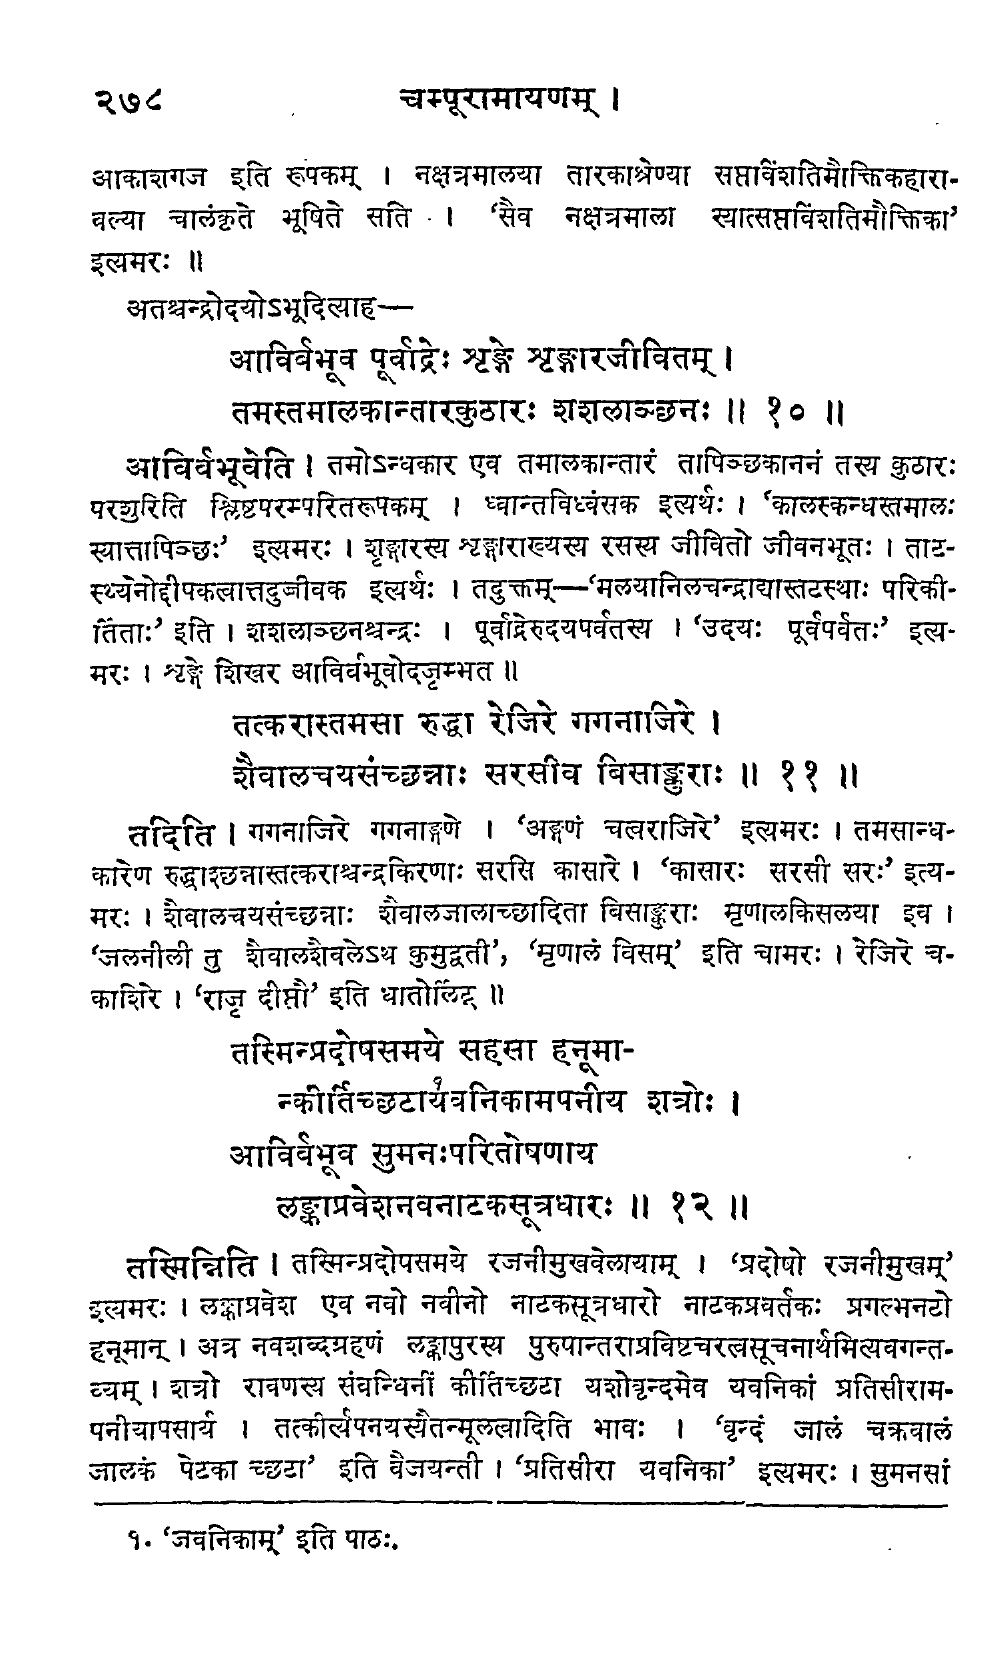 २७८ चम्पूरामायणम् ।
आकाशगज इति रूपकम् । नक्षत्रमालया तारकाश्रेण्या सप्तविंशतिमौक्तिकहारा-
वल्या चालंकृते भूषिते सति । ‘सैव नक्षत्रमाला स्यात्सप्तविंशतिमौक्तिका’
इत्यमरः ॥
अतश्चन्द्रोदयोऽभूदित्याह—
आविर्बभूव पूर्वाद्रेः शृङ्गे शृङ्गारजीवितम् ।
तमस्तमालकान्तारकुठारः शशलाञ्छनः ॥ १० ॥
आविर्बभूवेति । तमोऽन्धकार एव तमालकान्तारं तापिञ्छकाननं तस्य कुठारः
परशुरिति श्लिष्टपरम्परितरूपकम् । ध्वान्तविध्वंसक इत्यर्थः । ‘कालस्कन्धस्तमालः
स्यात्तापिञ्छः’ इत्यमरः । शृङ्गारस्य शृङ्गाराख्यस्य रसस्य जीवितो जीवनभूतः । ताट-
स्थ्येनोद्दीपकत्वात्तदुज्जीवक इत्यर्थः । तदुक्तम्—‘मलयानिलचन्द्राद्यास्तटस्थाः परिकी-
र्तिताः’ इति । शशलाञ्छनश्चन्द्रः । पूर्वाद्रेरुदयपर्वतस्य । ‘उदयः पूर्वपर्वतः’ इत्य-
मरः । शृङ्गे शिखर आविर्बभूवोदजृम्भत ॥
तत्करास्तमसा रुद्धा रेजिरे गगनाजिरे ।
शैवालचयसंच्छन्नाः सरसीव बिसाङ्कुराः ॥ ११ ॥
तदिति । गगनाजिरे गगनाङ्गणे । ‘अङ्गणं चत्वराजिरे’ इत्यमरः । तमसान्ध-
कारेण रुद्धाश्छन्नास्तत्कराश्चन्द्रकिरणाः सरसि कासारे । ‘कासारः सरसी सरः’ इत्य-
मरः । शैवालचयसंच्छन्नाः शैवालजालाच्छादिता बिसाङ्कुराः मृणालकिसलया इव ।
‘जलनीली तु शैवालशैवलेऽथ कुमुद्वती’, ‘मृणालं बिसम्’ इति चामरः । रेजिरे च-
काशिरे । ‘राजृ दीप्तौ’ इति धातोर्लिट् ॥
तस्मिन्प्रदोषसमये सहसा हनूमा-
न्कीर्तिच्छटायवनिकामपनीय शत्रोः ।
आविर्बभूव सुमनःपरितोषणाय
लङ्काप्रवेशनवनाटकसूत्रधारः ॥ १२ ॥
तस्मिन्निति । तस्मिन्प्रदोषसमये रजनीमुखवेलायाम् । ‘प्रदोषो रजनीमुखम्’
इत्यमरः । लङ्काप्रवेश एव नवो नवीनो नाटकसूत्रधारो नाटकप्रवर्तकः प्रगल्भनटो
हनूमान् । अत्र नवशब्दग्रहणं लङ्कापुरस्य पुरुषान्तराप्रविष्टचरत्वसूचनार्थमित्यवगन्त-
व्यम् । शत्रो रावणस्य संबन्धिनीं कीर्तिच्छटा यशोवृन्दमेव यवनिकां प्रतिसीराम-
पनीयापसार्य । तत्कीर्त्यपनयस्यैतन्मूलत्वादिति भावः । ‘वृन्दं जालं चक्रवालं
जालकं पेटका च्छटा’ इति वैजयन्ती । ‘प्रतिसीरा यवनिका’ इत्यमरः । सुमनसां
१. ‘जवनिकाम्’ इति पाठः.